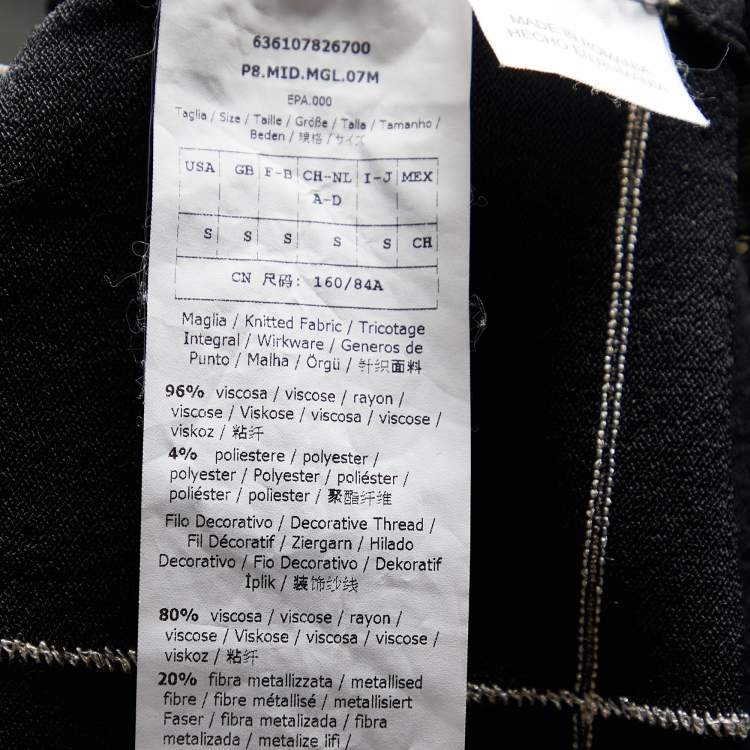 636107826700
P8.MID.MGL.07M
EPA.000
Taglia / Size / Taille / Größe / Talla / Tamanho /
Beden / 規格 / サイズ
USA GB F-B CH-NL I-J MEX
A-D
S S S S S CH
CN 尺码: 160/84A
Maglia / Knitted Fabric / Tricotage
Integral / Wirkware / Generos de
Punto / Malha / Örgü / 针织面料
96% viscosa / viscose / rayon /
viscose / Viskose / viscosa / viscose /
viskoz / 粘纤
4% poliestere / polyester /
polyester / Polyester / poliéster /
poliéster / poliester / 聚酯纤维
Filo Decorativo / Decorative Thread /
Fil Décoratif / Ziergarn / Hilado
Decorativo / Fio Decorativo / Dekoratif
İplik / 装饰纱线
80% viscosa / viscose / rayon /
viscose / Viskose / viscosa / viscose /
viskoz / 粘纤
20% fibra metallizzata / metallised
fibre / fibre métallisé / metallisiert
Faser / fibra metalizada / fibra
metalizada / metalize lifi /
MADE IN ROMANIA
HECHO EN RUMANIA